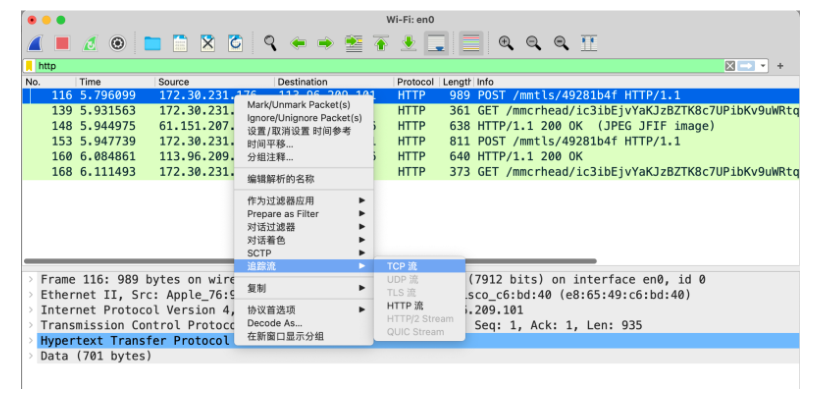 Wi-Fi: en0
http
No. Time Source Destination Protocol Length Info
116 5.796099 172.30.231.176 113.96.209.101 HTTP 989 POST /mmtls/49281b4f HTTP/1.1
139 5.931563 172.30.231. HTTP 361 GET /mmcrhead/ic3ibEjvYaKJzBZTK8c7UPibKv9uWRtq
148 5.944975 61.151.207. HTTP 638 HTTP/1.1 200 OK (JPEG JFIF image)
153 5.947739 172.30.231. HTTP 811 POST /mmtls/49281b4f HTTP/1.1
160 6.084861 113.96.209. HTTP 640 HTTP/1.1 200 OK
168 6.111493 172.30.231. HTTP 373 GET /mmcrhead/ic3ibEjvYaKJzBZTK8c7UPibKv9uWRtq
Mark/Unmark Packet(s)
Ignore/Unignore Packet(s)
设置/取消设置 时间参考
时间平移...
分组注释...
编辑解析的名称
作为过滤器应用
Prepare as Filter
对话过滤器
对话着色
SCTP
追踪流
复制
协议首选项
Decode As...
在新窗口显示分组
TCP 流
UDP 流
TLS 流
HTTP 流
HTTP/2 Stream
QUIC Stream
Frame 116: 989 bytes on wire (7912 bits) on interface en0, id 0
Ethernet II, Src: Apple_76:9 sco_c6:bd:40 (e8:65:49:c6:bd:40)
Internet Protocol Version 4, .209.101
Transmission Control Protoc Seq: 1, Ack: 1, Len: 935
Hypertext Transfer Protocol
Data (701 bytes)